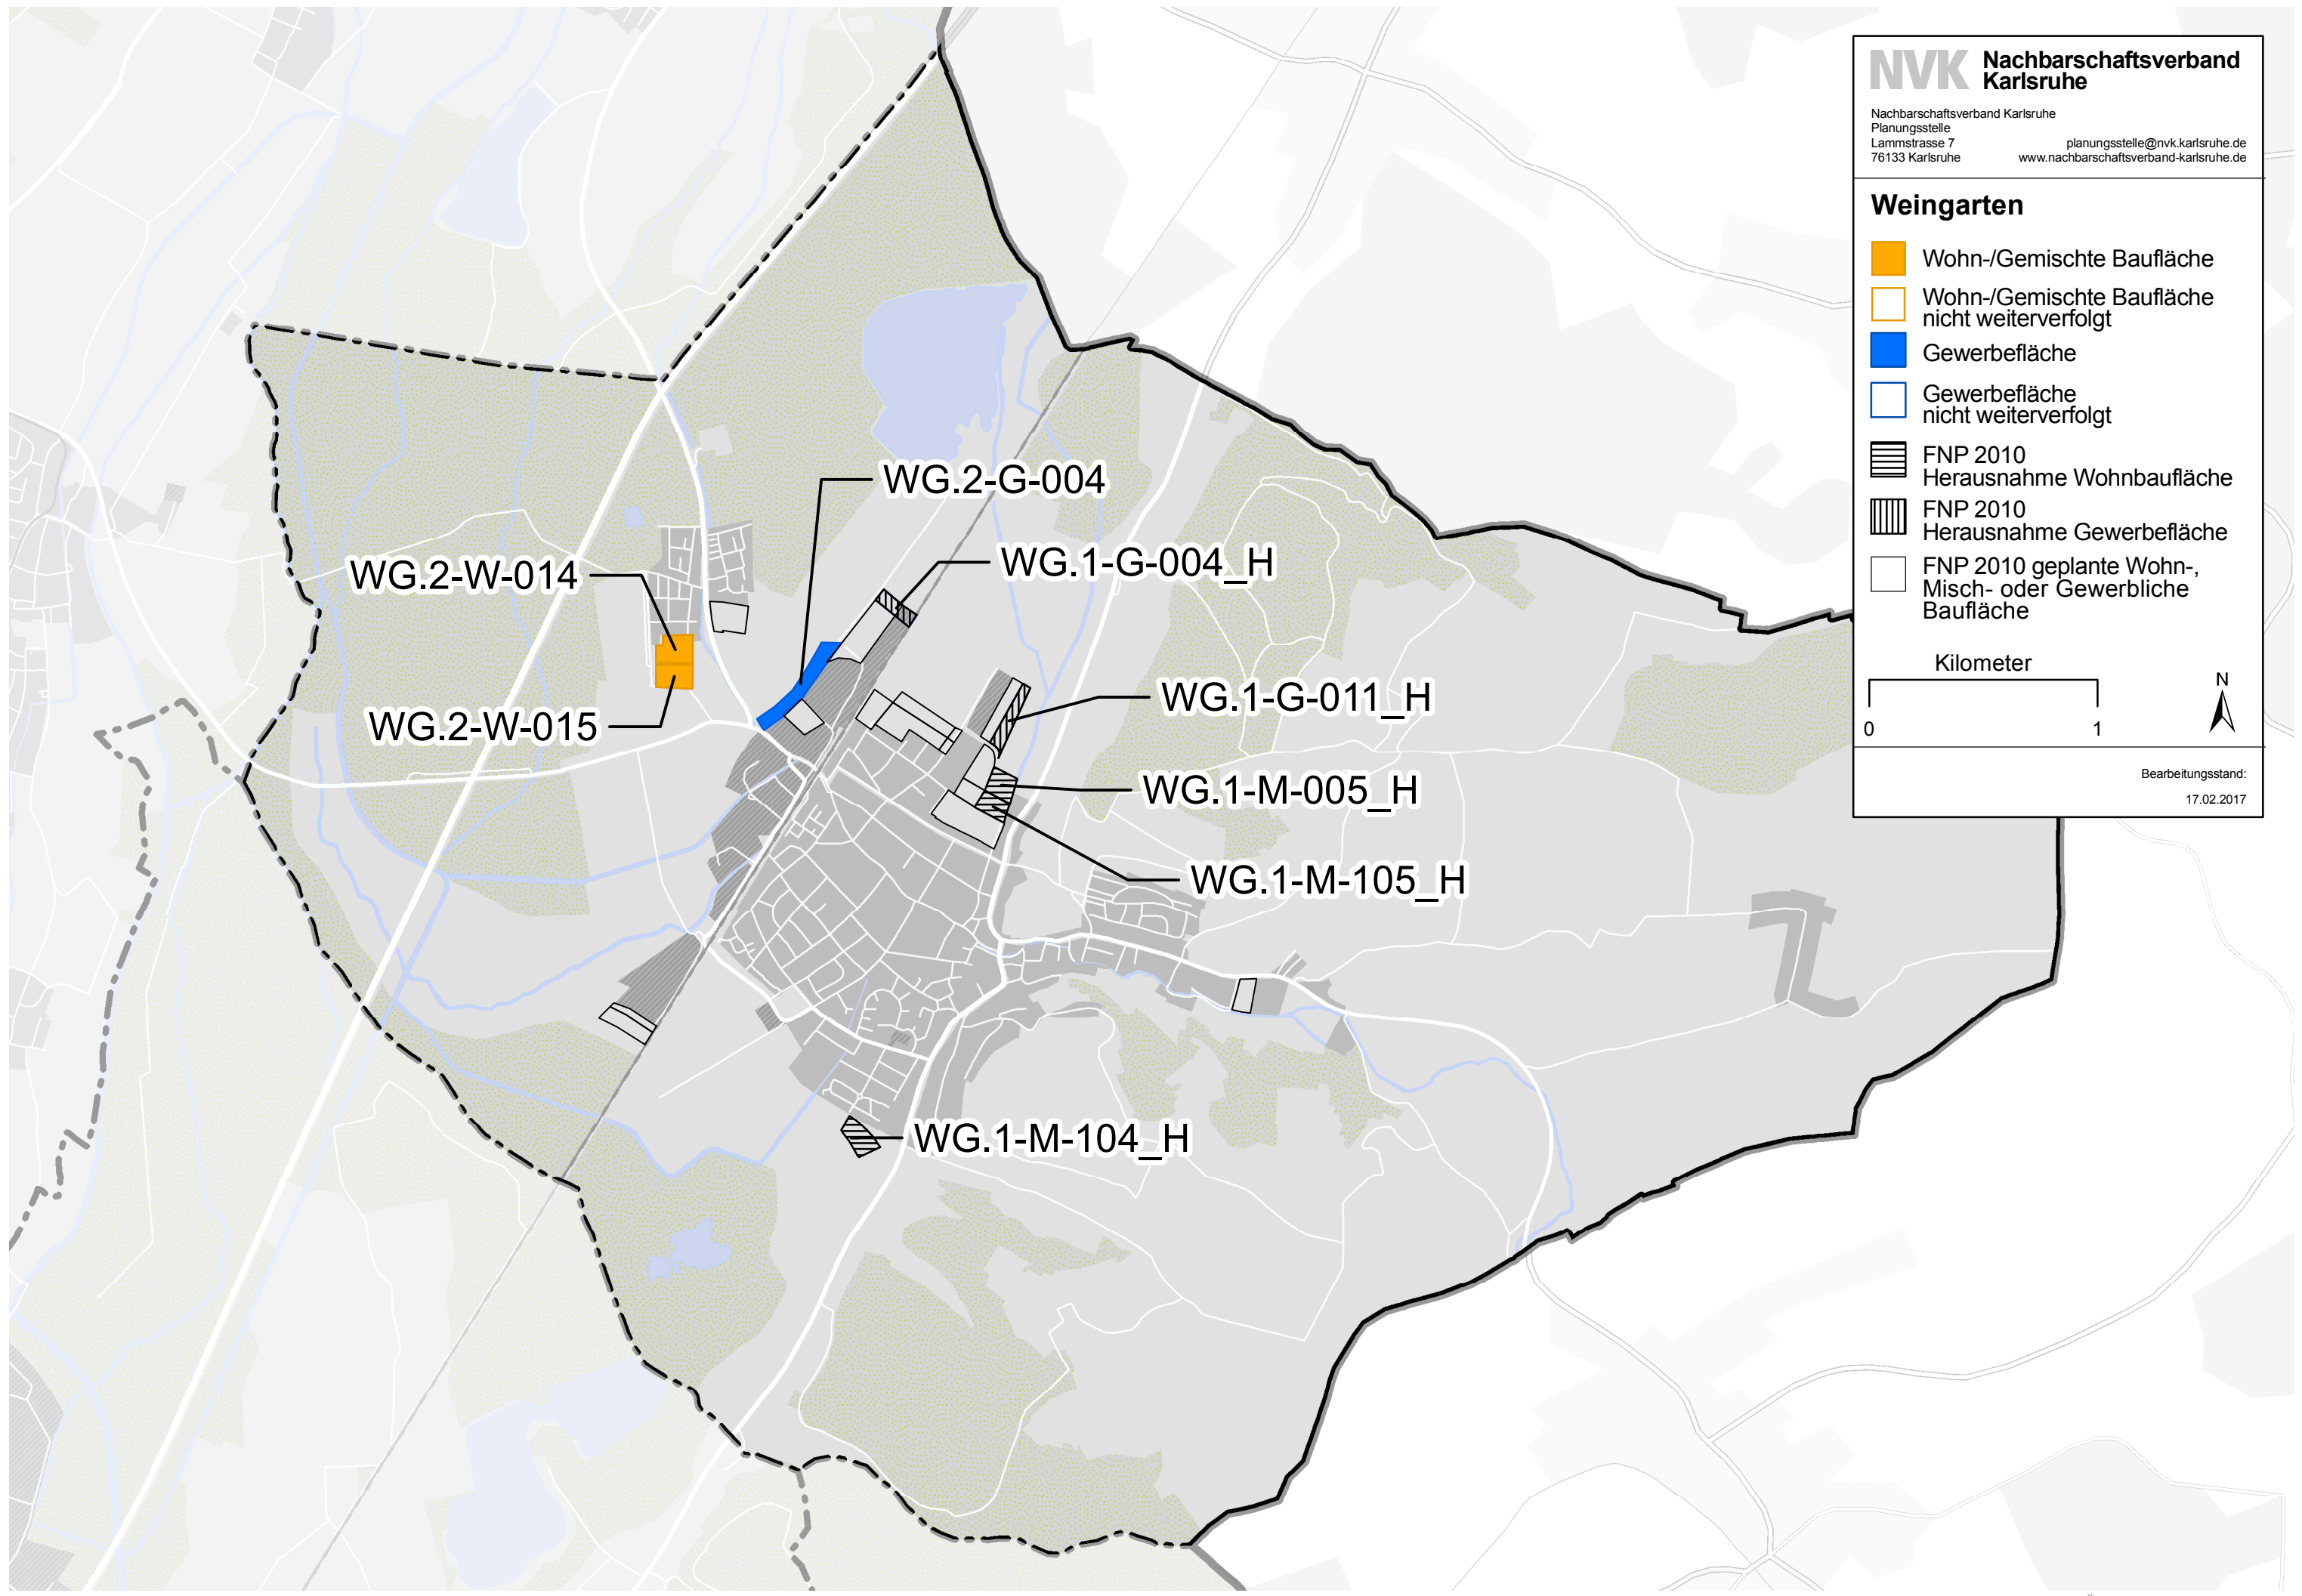 NVK Nachbarschaftsverband
Karlsruhe
Nachbarschaftsverband Karlsruhe
Planungsstelle
Lammstrasse 7 planungsstelle@nvk.karlsruhe.de
76133 Karlsruhe www.nachbarschaftsverband-karlsruhe.de
Weingarten
Wohn-/Gemischte Baufläche
Wohn-/Gemischte Baufläche
nicht weiterverfolgt
Gewerbefläche
Gewerbefläche
nicht weiterverfolgt
FNP 2010
Herausnahme Wohnbaufläche
FNP 2010
Herausnahme Gewerbefläche
FNP 2010 geplante Wohn-,
Misch- oder Gewerbliche
Baufläche
Kilometer
N
0 1
Bearbeitungsstand:
17.02.2017
WG.2-G-004
WG.1-G-004_H
WG.2-W-014
WG.2-W-015
WG.1-G-011_H
WG.1-M-005_H
WG.1-M-105_H
WG.1-M-104_H